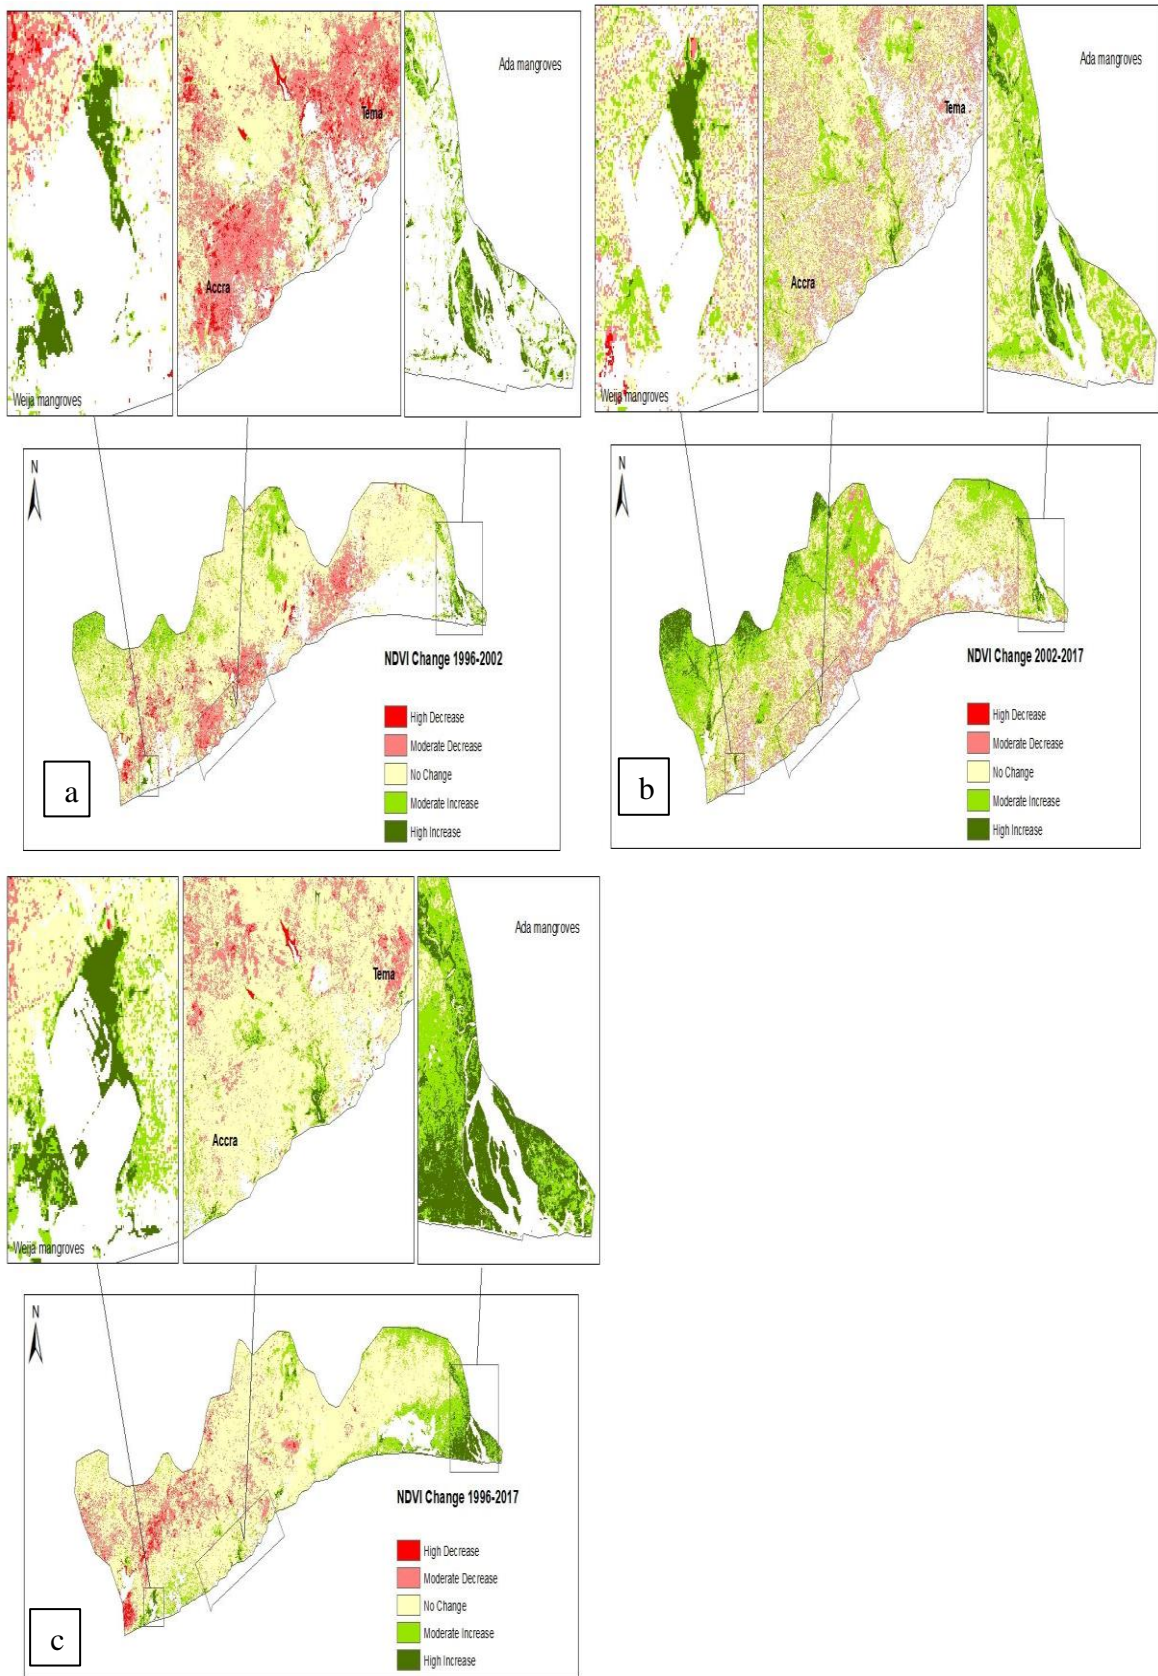 Weija mangroves
Tema
Accra
Ada mangroves
N
NDVI Change 1996-2002
High Decrease
Moderate Decrease
No Change
Moderate Increase
High Increase
a
Weija mangroves
Tema
Accra
Ada mangroves
N
NDVI Change 2002-2017
High Decrease
Moderate Decrease
No Change
Moderate Increase
High Increase
b
Weija mangroves
Tema
Accra
Ada mangroves
N
NDVI Change 1996-2017
High Decrease
Moderate Decrease
No Change
Moderate Increase
High Increase
c